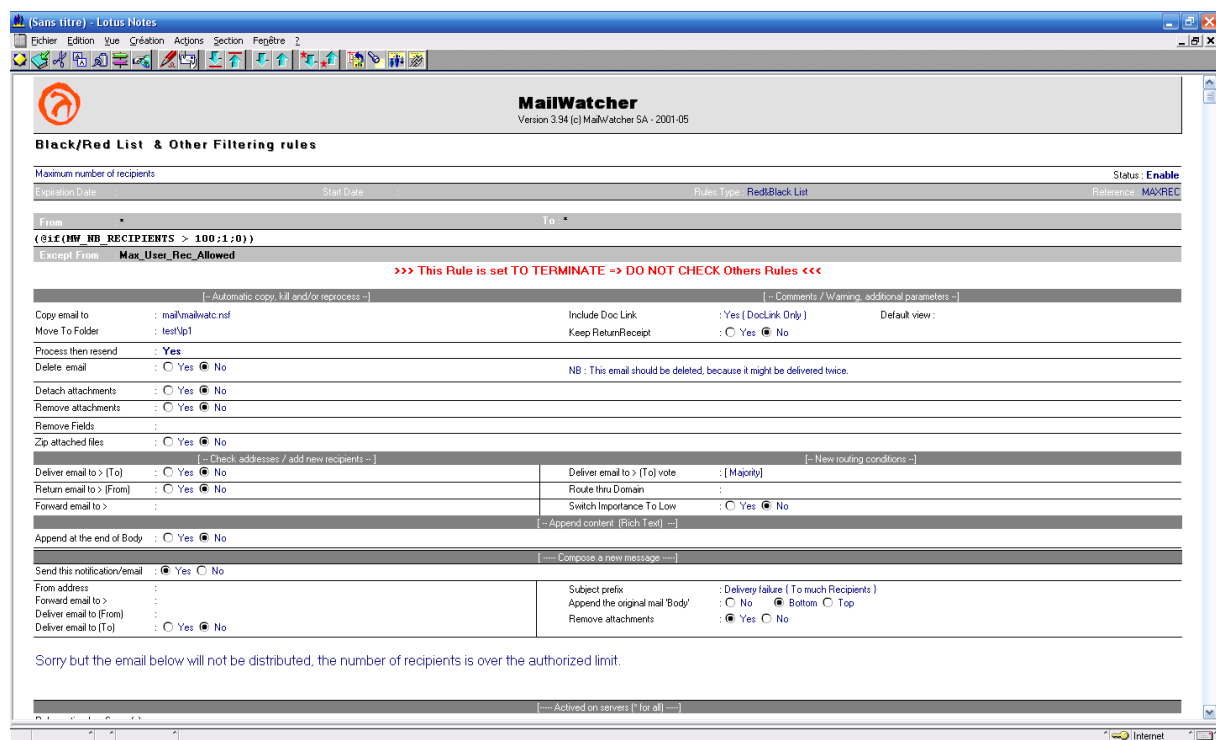 (Sans titre) - Lotus Notes
Fichier Edition Vue Création Actions Section Fenêtre ?
MailWatcher
Version 3.94 (c) MailWatcher SA - 2001-05
Black/Red List & Other Filtering rules
Maximum number of recipients Status : Enable
Expiration Date : Start Date : Rules Type Red&Black List Reference MAXREC
From * To : *
(@if(MW_NB_RECIPIENTS > 100;1;0))
Except From Max_User_Rec_Allowed
>>> This Rule is set TO TERMINATE => DO NOT CHECK Others Rules <<<
[-- Automatic copy, kill and/or reprocess --] [-- Comments / Warning, additional parameters --]
Copy email to : mail\mailwatc.nsf Include Doc Link : Yes ( DocLink Only ) Default view :
Move To Folder : test\lp1 Keep ReturnReceipt : Yes No
Process then resend : Yes
Delete email : Yes No NB : This email should be deleted, because it might be delivered twice.
Detach attachments : Yes No
Remove attachments : Yes No
Remove Fields :
Zip attached files : Yes No
[ -- Check addresses / add new recipients -- ] [-- New routing conditions --]
Deliver email to > (To) : Yes No Deliver email to > (To) vote : [ Majority]
Return email to > (From) : Yes No Route thru Domain :
Forward email to > : Switch Importance To Low : Yes No
[ -- Append content (Rich Text) ---]
Append at the end of Body : Yes No
[ ----- Compose a new message -----]
Send this notification/email : Yes No
From address : Subject prefix : Delivery failure ( To much Recipients )
Forward email to > : Append the original mail 'Body' : No Bottom Top
Deliver email to (From) : Remove attachments : Yes No
Deliver email to (To) : Yes No
Sorry but the email below will not be distributed, the number of recipients is over the authorized limit.
[----- Actived on servers (* for all) -----]
Internet